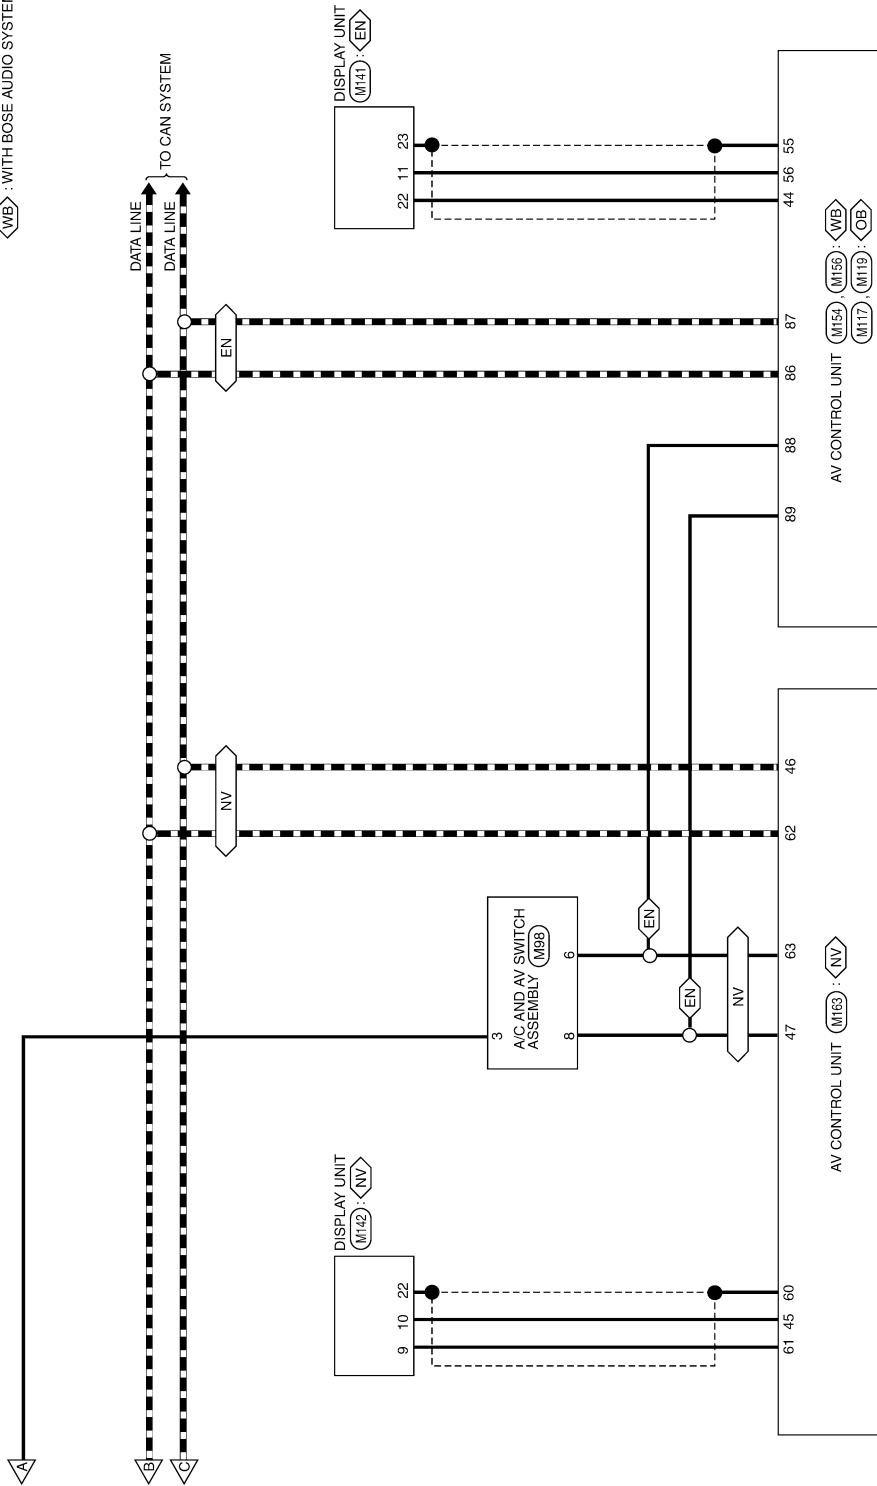 WB : WITH BOSE AUDIO SYSTEM
TO CAN SYSTEM
DATA LINE
DATA LINE
DISPLAY UNIT
M141 : EN
23
11
22
55
56
44
87
86
88
89
EN
AV CONTROL UNIT
M154 , M156 : WB
M117 , M119 : OB
NV
46
62
A/C AND AV SWITCH
ASSEMBLY M98
3
6
8
EN
EN
NV
63
47
AV CONTROL UNIT M163 : NV
DISPLAY UNIT
M142 : NV
22
10
9
60
45
61
A
B
C